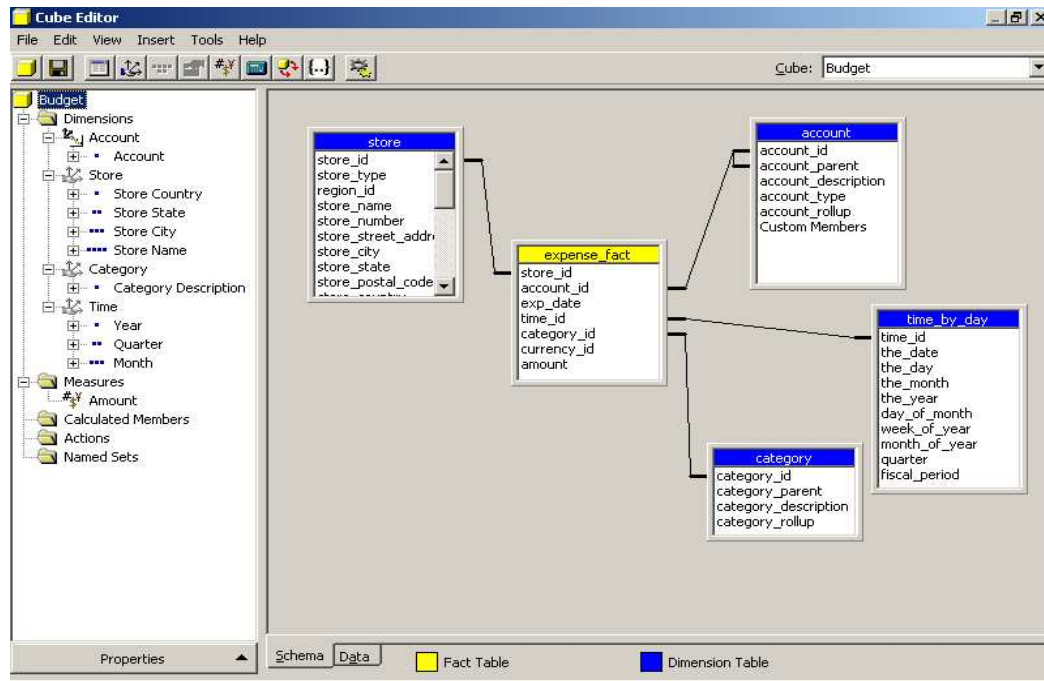 Cube Editor
File Edit View Insert Tools Help
Cube: Budget
Budget
Dimensions
Account
Account
Store
Store Country
Store State
Store City
Store Name
Category
Category Description
Time
Year
Quarter
Month
Measures
Amount
Calculated Members
Actions
Named Sets
Properties
store
store_id
store_type
region_id
store_name
store_number
store_street_addre
store_city
store_state
store_postal_code
expense_fact
store_id
account_id
exp_date
time_id
category_id
currency_id
amount
account
account_id
account_parent
account_description
account_type
account_rollup
Custom Members
time_by_day
time_id
the_date
the_day
the_month
the_year
day_of_month
week_of_year
month_of_year
quarter
fiscal_period
category
category_id
category_parent
category_description
category_rollup
Schema Data
Fact Table
Dimension Table